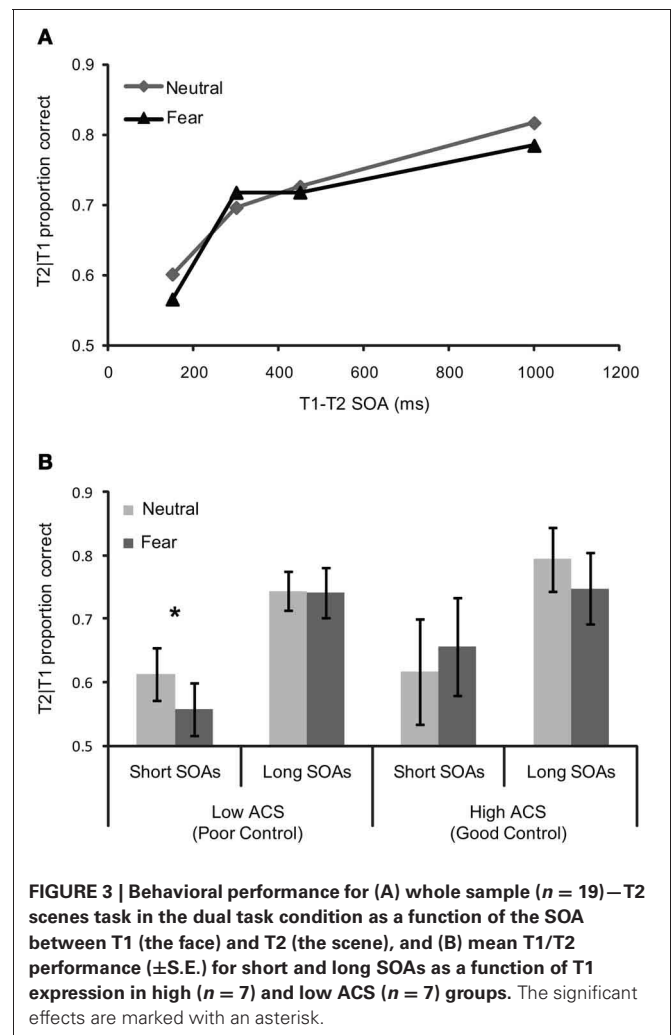 A
0.9
Neutral
Fear
0.8
0.7
0.6
0.5
T2|T1 proportion correct
0 200 400 600 800 1000 1200
T1-T2 SOA (ms)
B
0.9
Neutral
Fear
0.8
*
0.7
0.6
0.5
T2|T1 proportion correct
Short SOAs Long SOAs Short SOAs Long SOAs
Low ACS High ACS
(Poor Control) (Good Control)
FIGURE 3 | Behavioral performance for (A) whole sample (n = 19)—T2
scenes task in the dual task condition as a function of the SOA
between T1 (the face) and T2 (the scene), and (B) mean T1/T2
performance (±S.E.) for short and long SOAs as a function of T1
expression in high (n = 7) and low ACS (n = 7) groups. The significant
effects are marked with an asterisk.